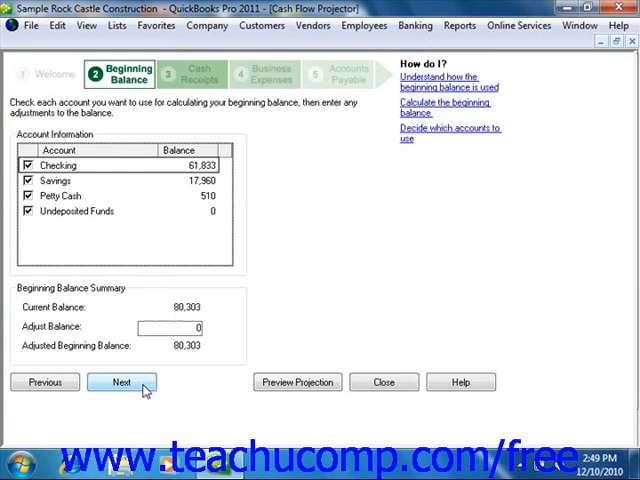 Sample Rock Castle Construction - QuickBooks Pro 2011 - [Cash Flow Projector]
File Edit View Lists Favorites Company Customers Vendors Employees Banking Reports Online Services Window Help
1 Welcome 2 Beginning Balance 3 Cash Receipts 4 Business Expenses 5 Accounts Payable
Check each account you want to use for calculating your beginning balance, then enter any
adjustments to the balance.
Account Information
Account Balance
Checking 61,833
Savings 17,960
Petty Cash 510
Undeposited Funds 0
Beginning Balance Summary
Current Balance: 80,303
Adjust Balance: 0
Adjusted Beginning Balance: 80,303
Previous Next Preview Projection Close Help
How do I?
Understand how the
beginning balance is used
Calculate the beginning
balance
Decide which accounts to
use
www.teachucomp.com/free
2:49 PM
12/10/2010